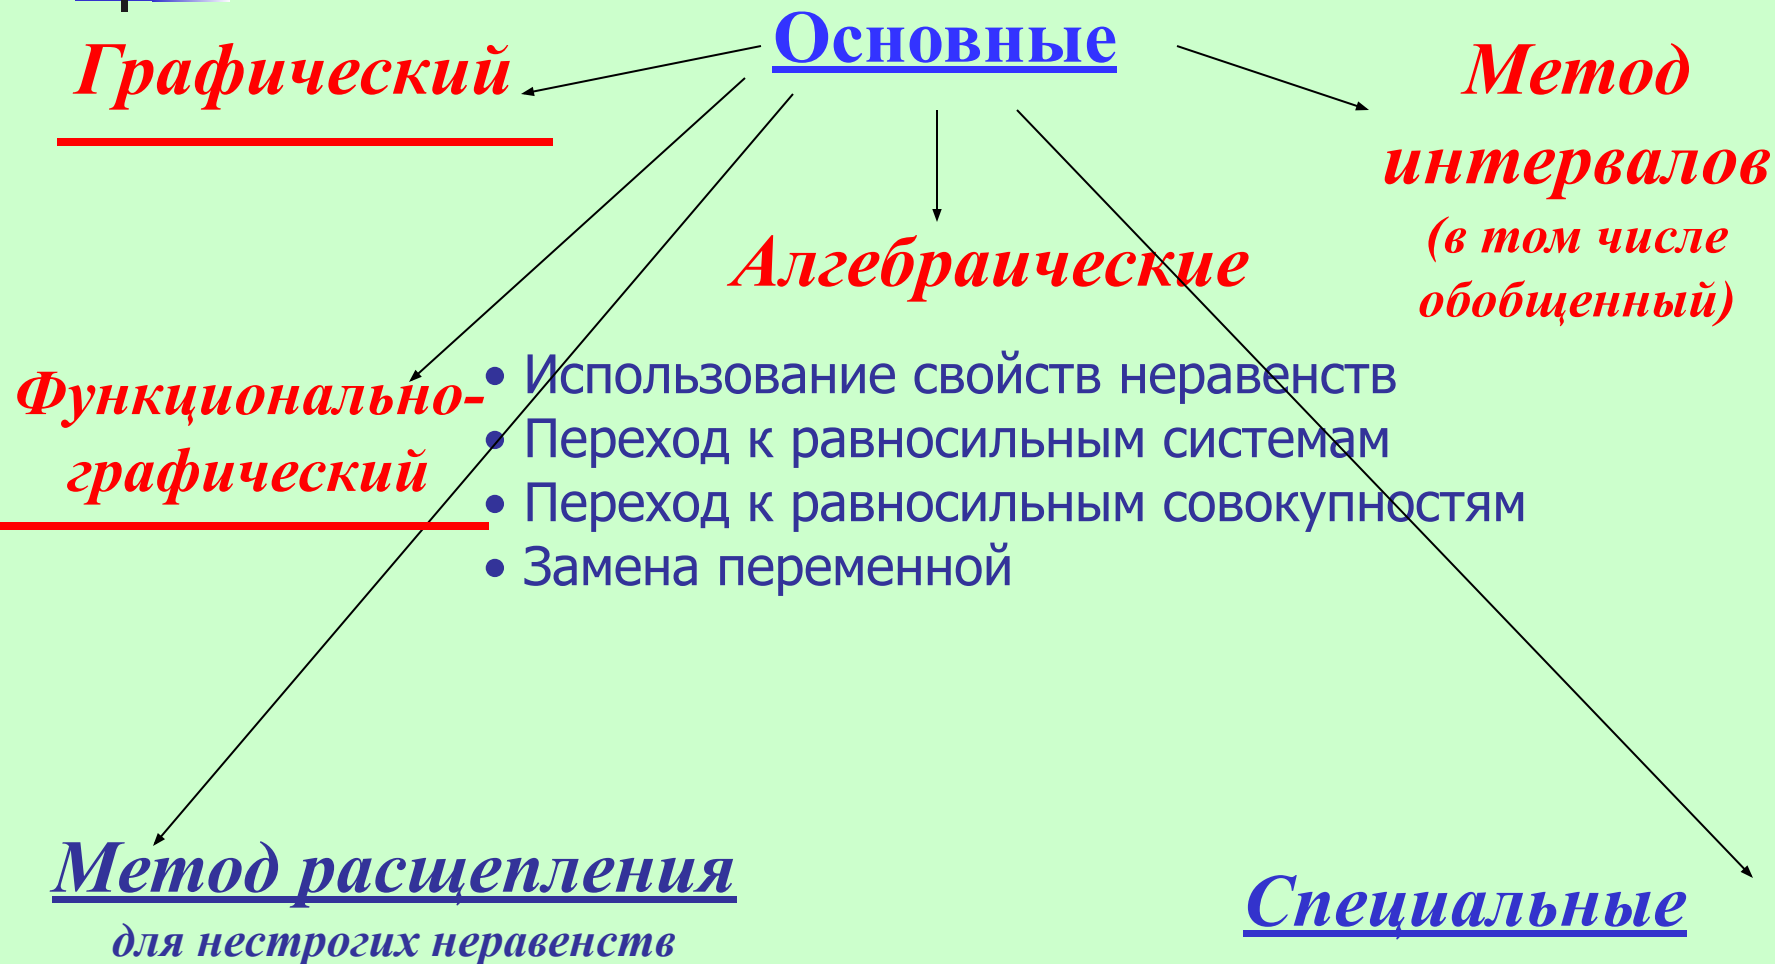 Основные
Графический
Метод
интервалов
(в том числе
обобщенный)
Алгебраические
• Использование свойств неравенств
• Переход к равносильным системам
• Переход к равносильным совокупностям
• Замена переменной
Функционально-
графический
Метод расщепления
для нестрогих неравенств
Специальные